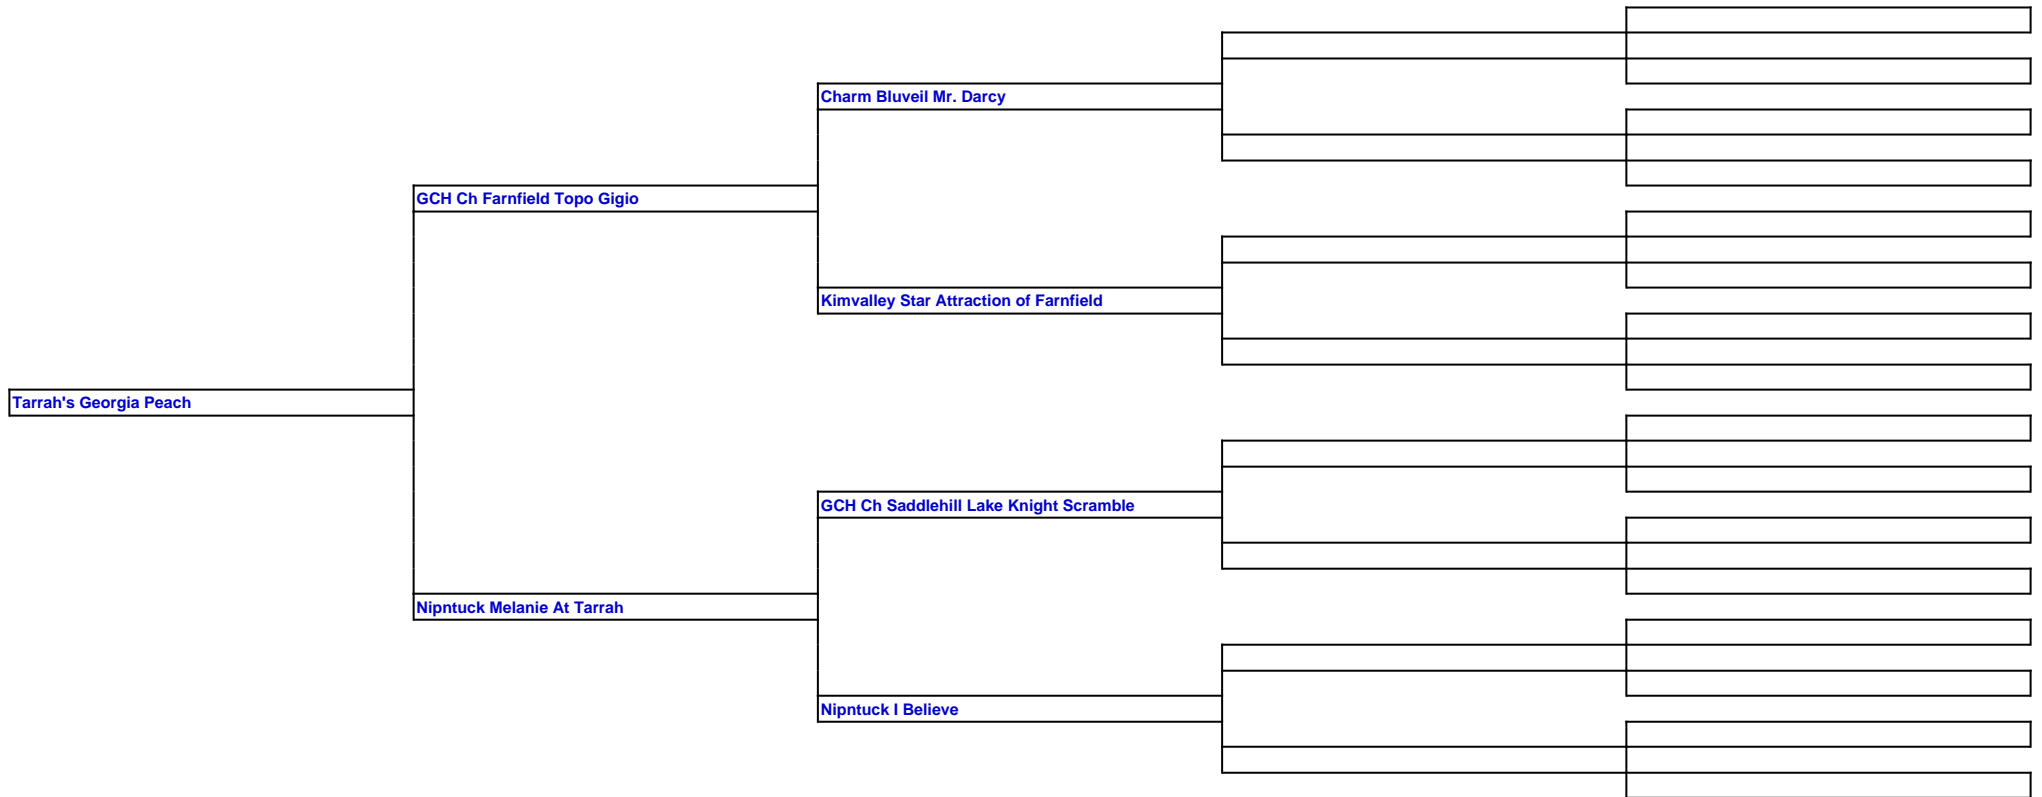 Charm Bluveil Mr. Darcy
GCH Ch Farnfield Topo Gigio
Kimvalley Star Attraction of Farnfield
Tarrah's Georgia Peach
GCH Ch Saddlehill Lake Knight Scramble
Nipntuck Melanie At Tarrah
Nipntuck I Believe